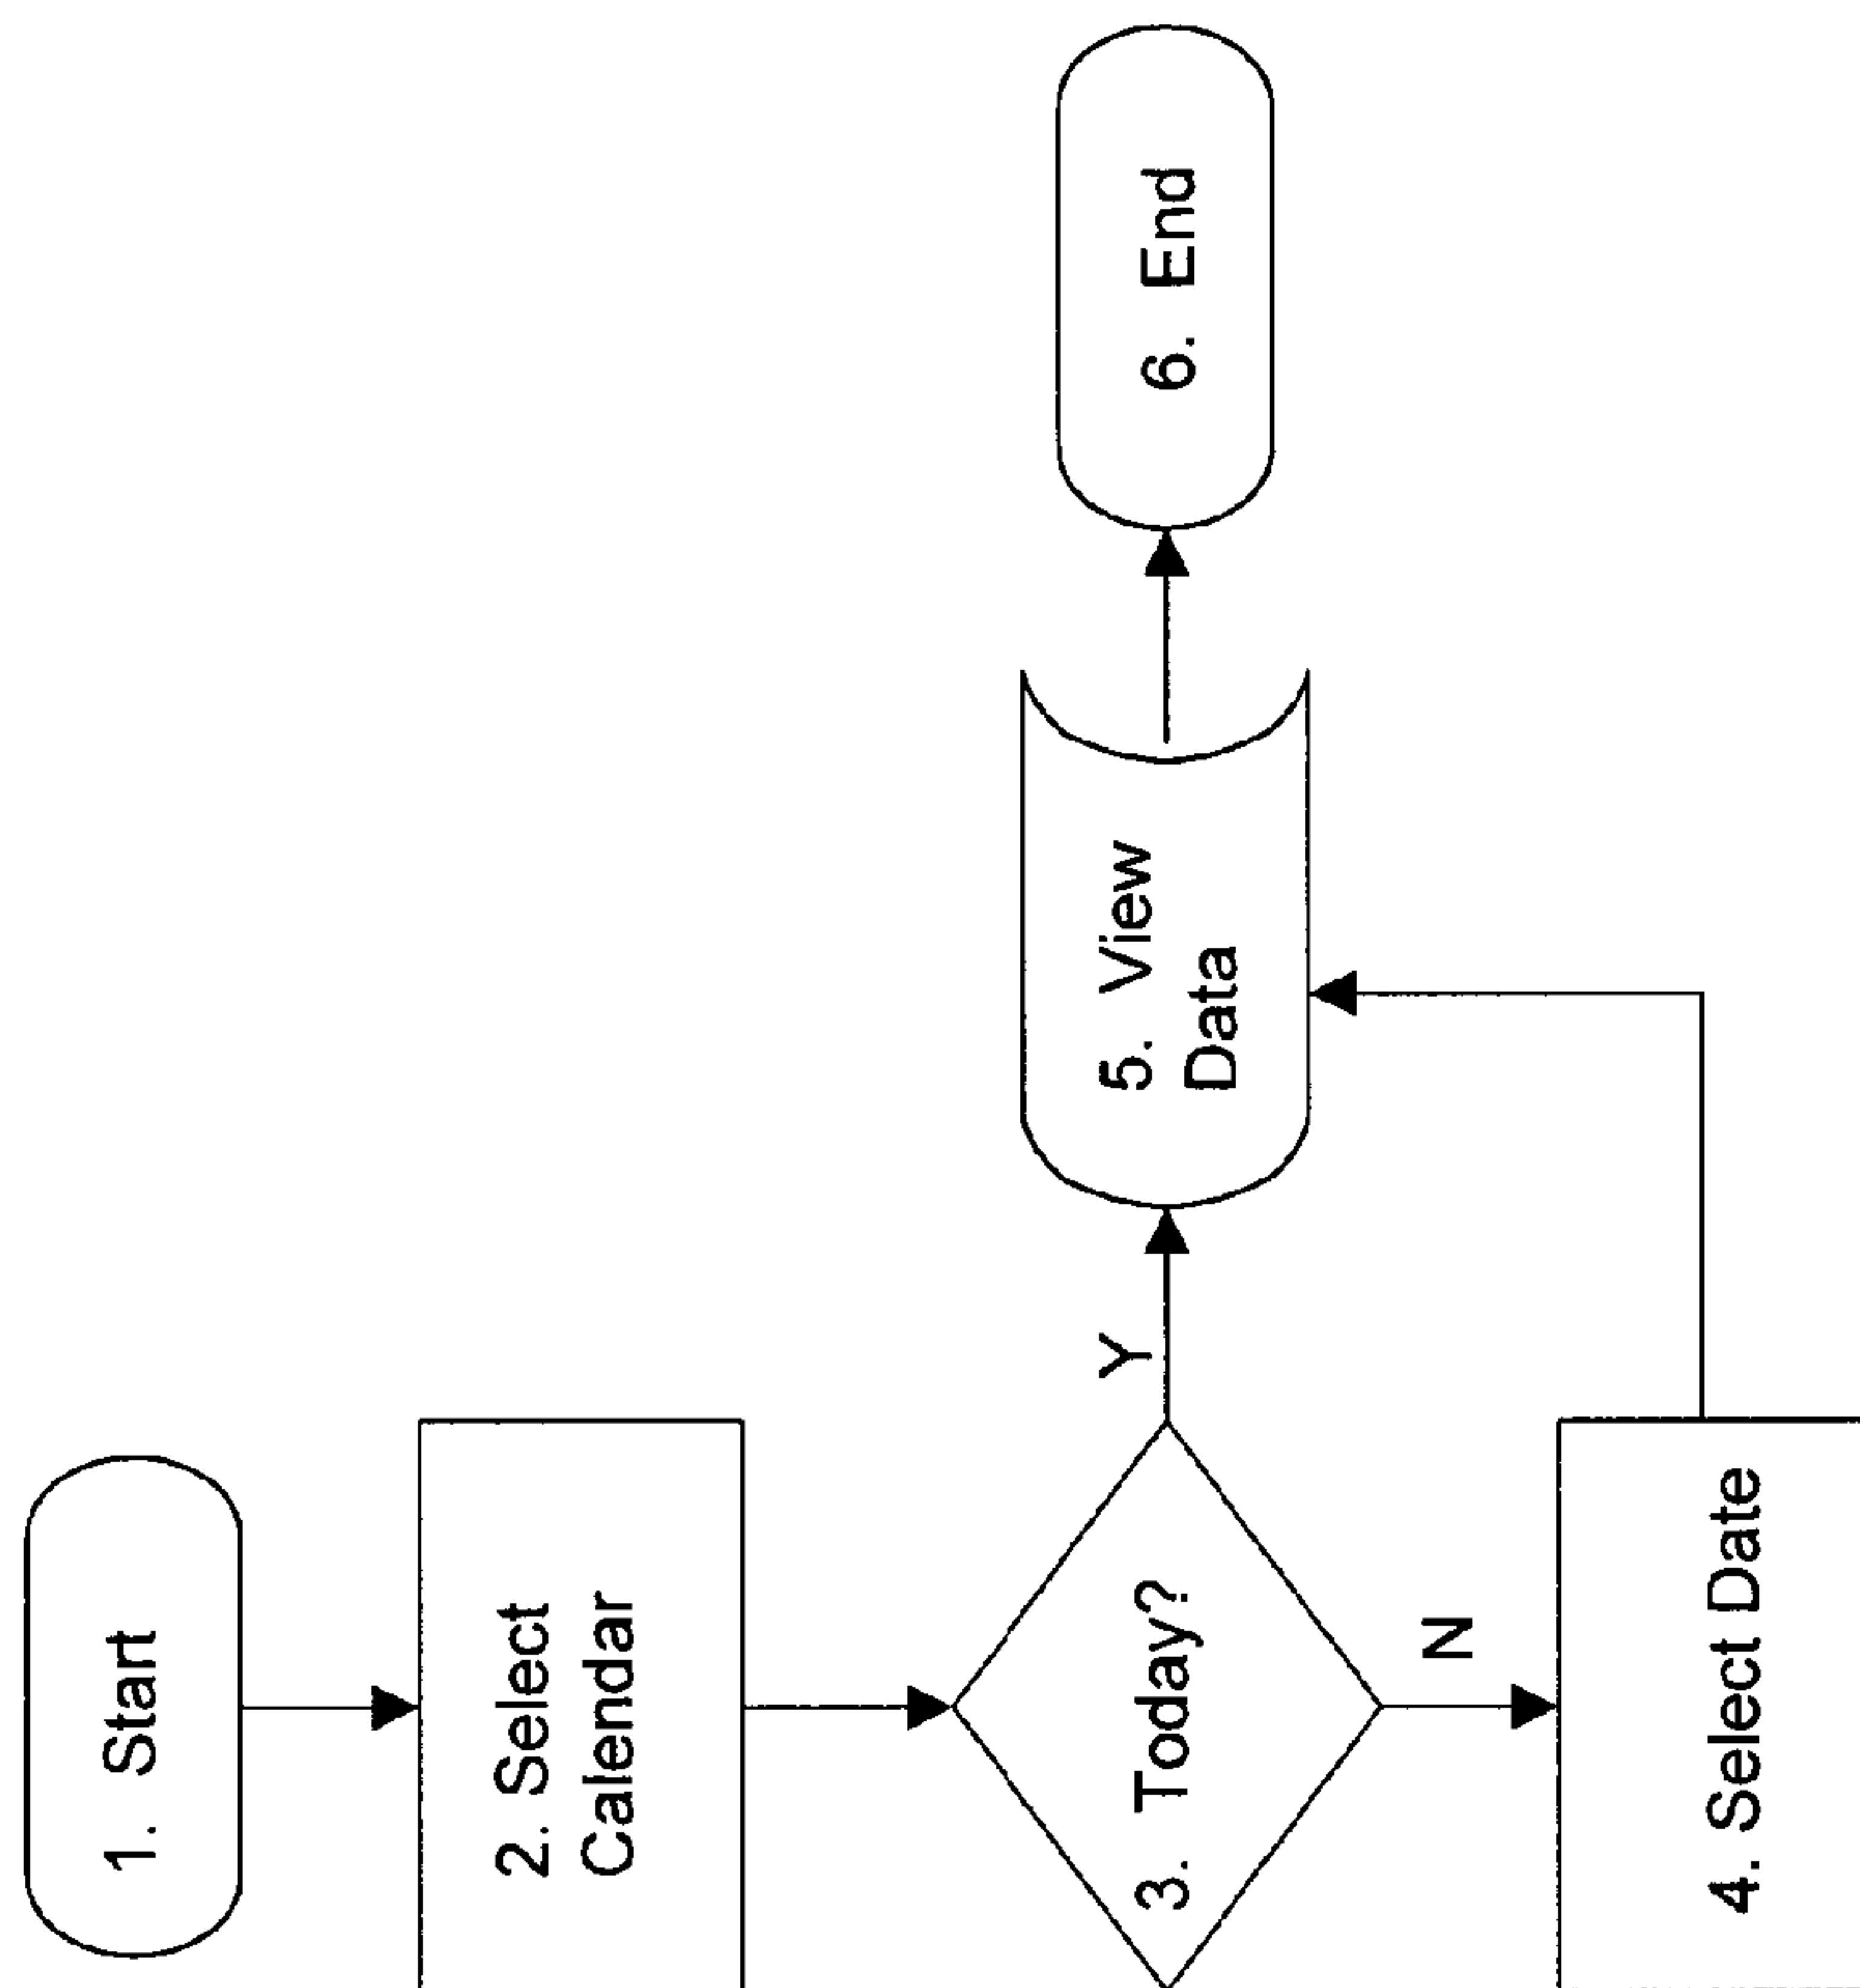 1. Start
2. Select
Calendar
3. Today?
Y
N
4. Select Date
5. View
Data
6. End